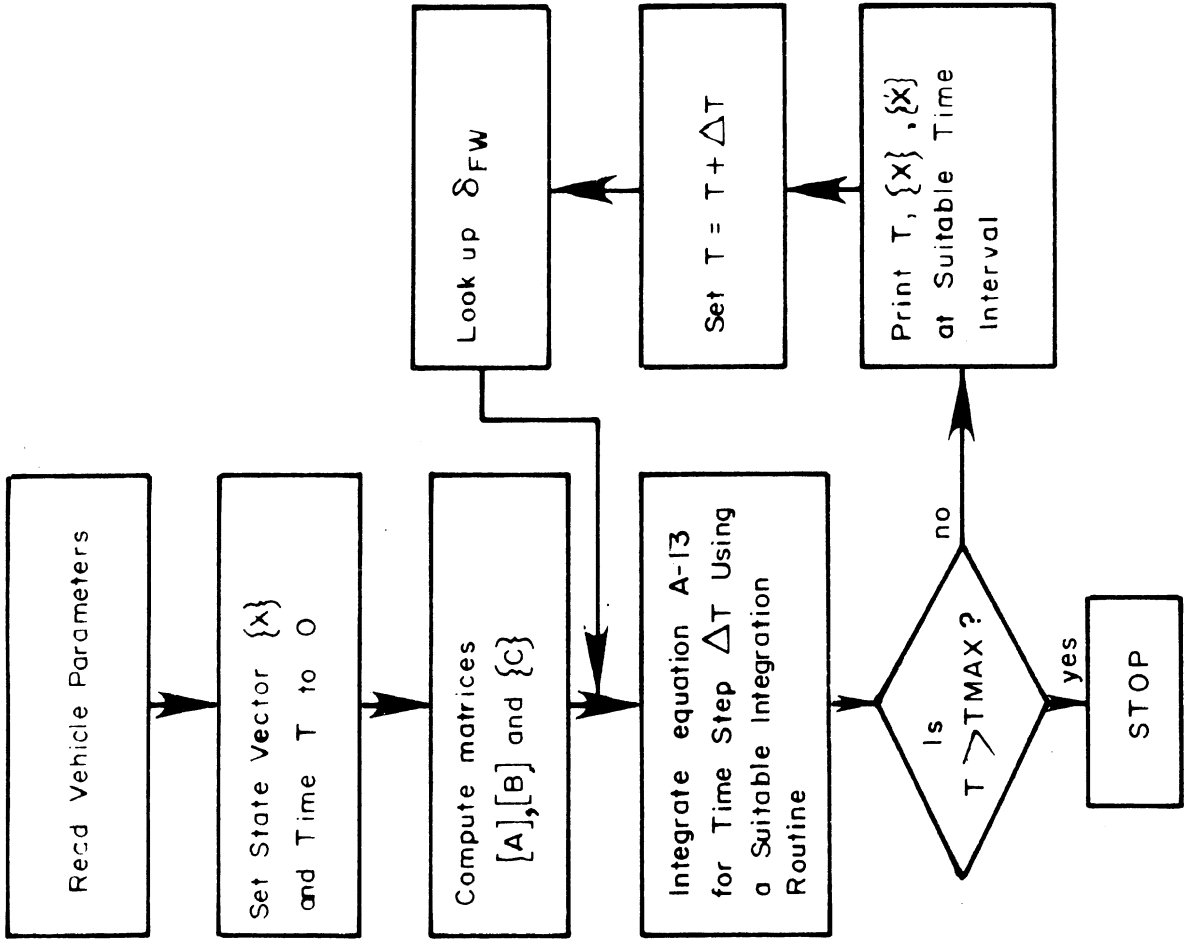 Read Vehicle Parameters
Set State Vector {X}
and Time T to 0
Compute matrices
[A],[B] and {C}
Integrate equation A-13
for Time Step ΔT Using
a Suitable Integration
Routine
Is
T >TMAX?
yes
STOP
no
Print T, {X}, {Ẋ}
at Suitable Time
Interval
Set T = T + ΔT
Look up δFW